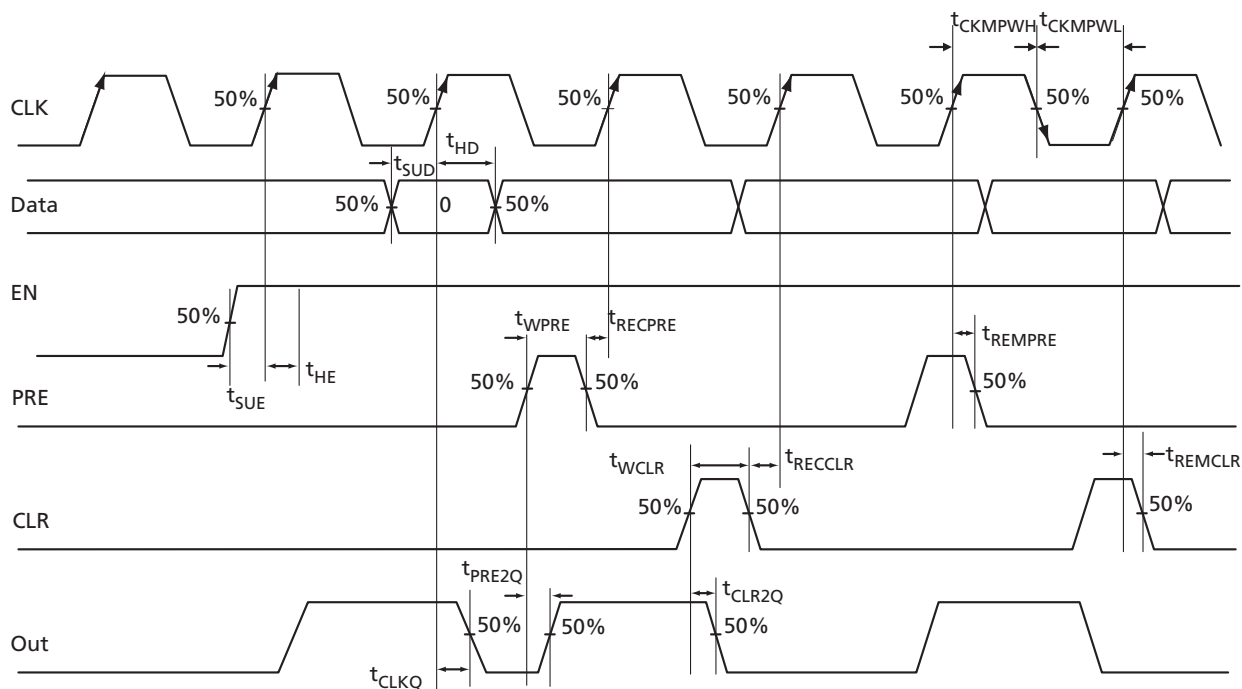 tCKMPWH tCKMPWL
CLK 50% 50% 50% 50% 50% 50% 50%
tSUD tHD
Data 50% 0 50%
EN 50%
tSUE tHE
tWPRE tRECPRE tREMPRE
PRE 50% 50% 50%
tWCLR tRECCLR tREMCLR
CLR 50% 50% 50%
tPRE2Q tCLR2Q
Out 50% 50% 50%
tCLKQ